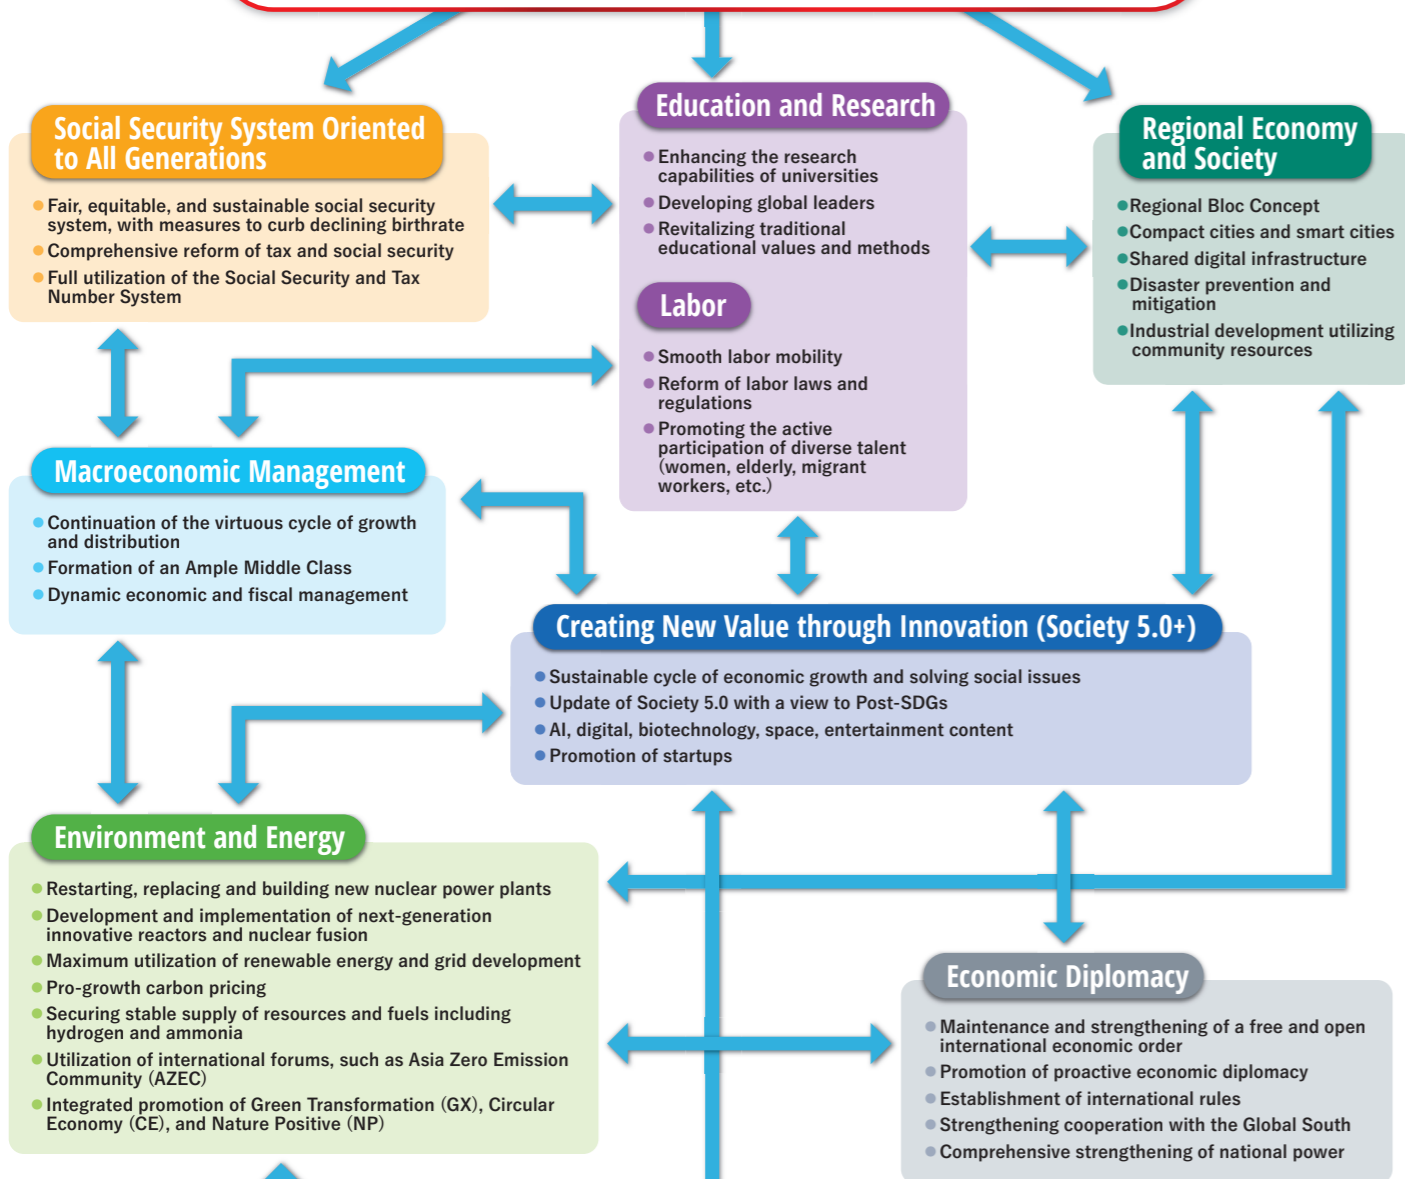 Social Security System Oriented
to All Generations
● Fair, equitable, and sustainable social security
system, with measures to curb declining birthrate
● Comprehensive reform of tax and social security
● Full utilization of the Social Security and Tax
Number System
Education and Research
● Enhancing the research
capabilities of universities
● Developing global leaders
● Revitalizing traditional
educational values and methods
Labor
● Smooth labor mobility
● Reform of labor laws and
regulations
● Promoting the active
participation of diverse talent
(women, elderly, migrant
workers, etc.)
Regional Economy
and Society
● Regional Bloc Concept
● Compact cities and smart cities
● Shared digital infrastructure
● Disaster prevention and
mitigation
● Industrial development utilizing
community resources
Macroeconomic Management
● Continuation of the virtuous cycle of growth
and distribution
● Formation of an Ample Middle Class
● Dynamic economic and fiscal management
Creating New Value through Innovation (Society 5.0+)
● Sustainable cycle of economic growth and solving social issues
● Update of Society 5.0 with a view to Post-SDGs
● AI, digital, biotechnology, space, entertainment content
● Promotion of startups
Environment and Energy
● Restarting, replacing and building new nuclear power plants
● Development and implementation of next-generation
innovative reactors and nuclear fusion
● Maximum utilization of renewable energy and grid development
● Pro-growth carbon pricing
● Securing stable supply of resources and fuels including
hydrogen and ammonia
● Utilization of international forums, such as Asia Zero Emission
Community (AZEC)
● Integrated promotion of Green Transformation (GX), Circular
Economy (CE), and Nature Positive (NP)
Economic Diplomacy
● Maintenance and strengthening of a free and open
international economic order
● Promotion of proactive economic diplomacy
● Establishment of international rules
● Strengthening cooperation with the Global South
● Comprehensive strengthening of national power